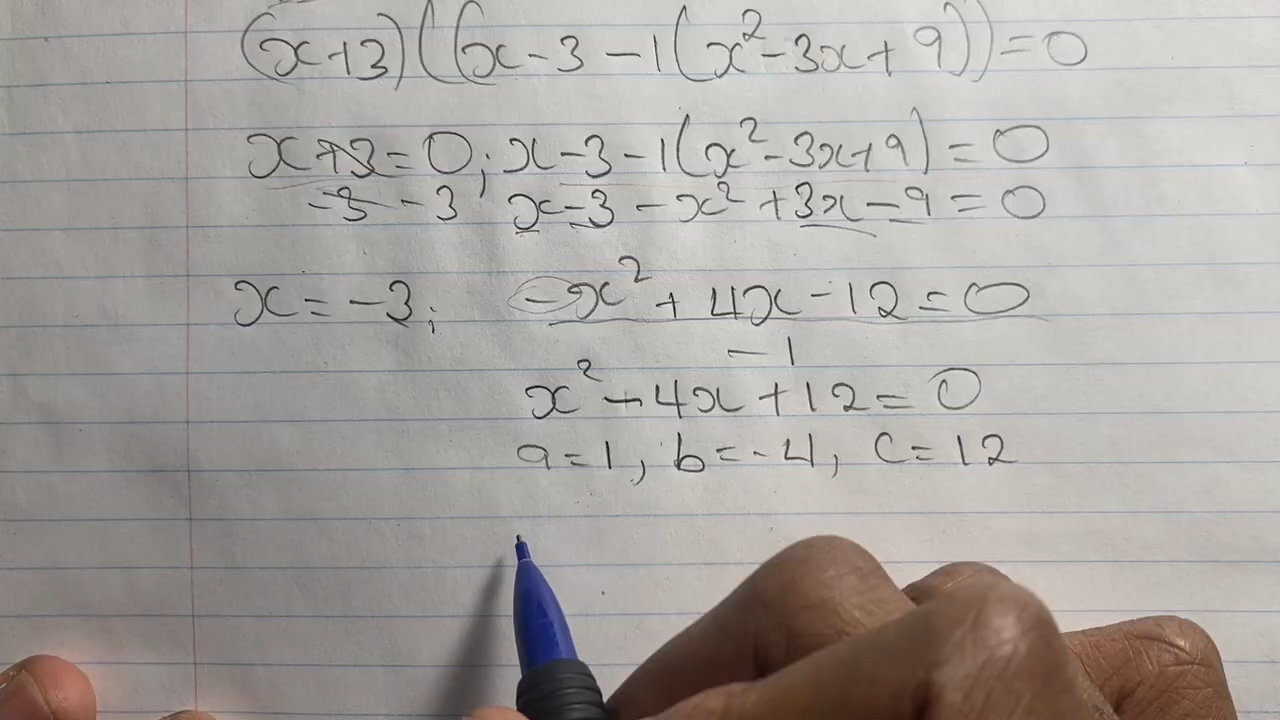 (x+3)((x-3-1(x²-3x+9))=0
x+3=0; x-3-1(x²-3x+9)=0
-3 -3 x-3-x²+3x-9=0
x=-3; -x²+4x-12=0
-1
x²-4x+12=0
a=1, b=-4, c=12